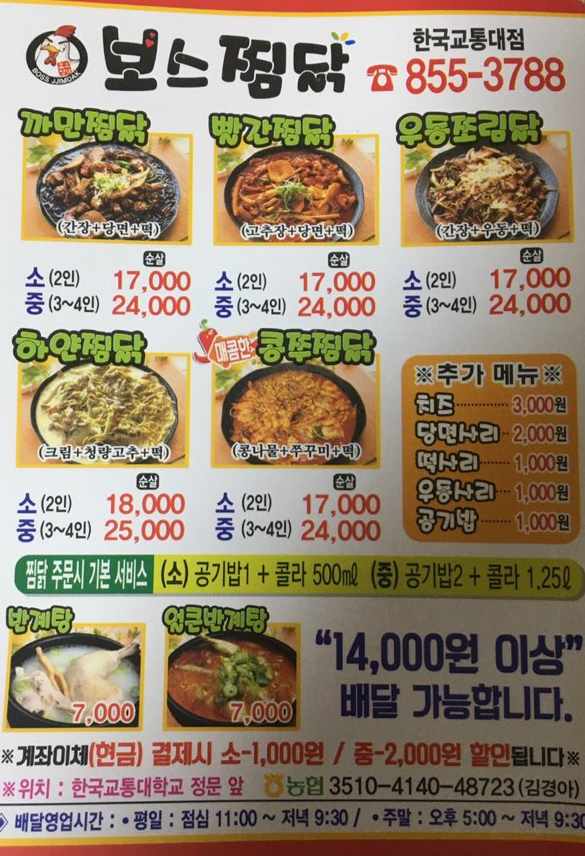 BOSS JJIMDAK
보스찜닭
한국교통대점
☎855-3788
까만찜닭
(간장+당면+떡)
순살
소(2인) 17,000
중(3~4인) 24,000
빨간찜닭
(고추장+당면+떡)
순살
소(2인) 17,000
중(3~4인) 24,000
우동쪼림닭
(간장+우동+떡)
순살
소(2인) 17,000
중(3~4인) 24,000
하얀찜닭
(크림+청량고추+떡)
순살
소(2인) 18,000
중(3~4인) 25,000
매콤한 콩쭈찜닭
(콩나물+쭈꾸미+떡)
순살
소(2인) 17,000
중(3~4인) 24,000
※추가 메뉴※
치즈 ········ 3,000원
당면사리 ·· 2,000원
떡사리 ····· 1,000원
우동사리 ·· 1,000원
공기밥 ····· 1,000원
찜닭 주문시 기본 서비스 (소) 공기밥1 + 콜라 500㎖ (중) 공기밥2 + 콜라 1.25ℓ
반계탕
7,000
얼큰반계탕
7,000
“14,000원 이상”
배달 가능합니다.
※계좌이체(현금) 결제시 소-1,000원 / 중-2,000원 할인됩니다※
※위치 : 한국교통대학교 정문 앞 농협 3510-4140-48723 (김경아)
배달영업시간 : • 평일 : 점심 11:00 ~ 저녁 9:30 / • 주말 : 오후 5:00 ~ 저녁 9:30